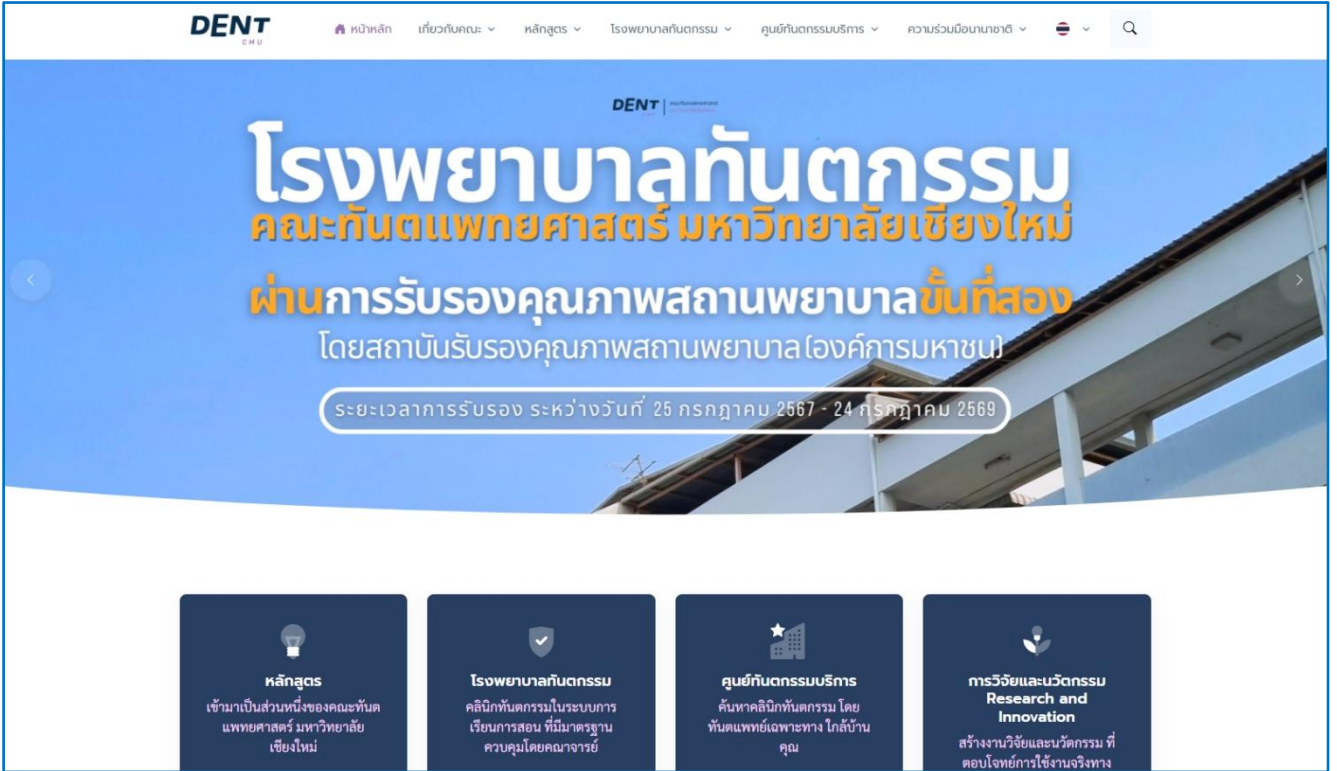 DENT
CMU
หน้าหลัก
เกี่ยวกับคณะ
หลักสูตร
โรงพยาบาลทันตกรรม
ศูนย์ทันตกรรมบริการ
ความร่วมมือนานาชาติ
DENT
โรงพยาบาลทันตกรรม
คณะทันตแพทยศาสตร์ มหาวิทยาลัยเชียงใหม่
ผ่านการรับรองคุณภาพสถานพยาบาลขั้นที่สอง
โดยสถาบันรับรองคุณภาพสถานพยาบาล(องค์การมหาชน)
ระยะเวลาการรับรอง ระหว่างวันที่ 25 กรกฎาคม 2567 - 24 กรกฎาคม 2569
หลักสูตร
เข้ามาเป็นส่วนหนึ่งของคณะทันต
แพทยศาสตร์ มหาวิทยาลัย
เชียงใหม่
โรงพยาบาลทันตกรรม
คลินิกทันตกรรมในระบบการ
เรียนการสอน ที่มีมาตรฐาน
ควบคุมโดยคณาจารย์
ศูนย์ทันตกรรมบริการ
ค้นหาคลินิกทันตกรรม โดย
ทันตแพทย์เฉพาะทาง ใกล้บ้าน
คุณ
การวิจัยและนวัตกรรม
Research and
Innovation
สร้างงานวิจัยและนวัตกรรม ที่
ตอบโจทย์การใช้งานจริงทาง